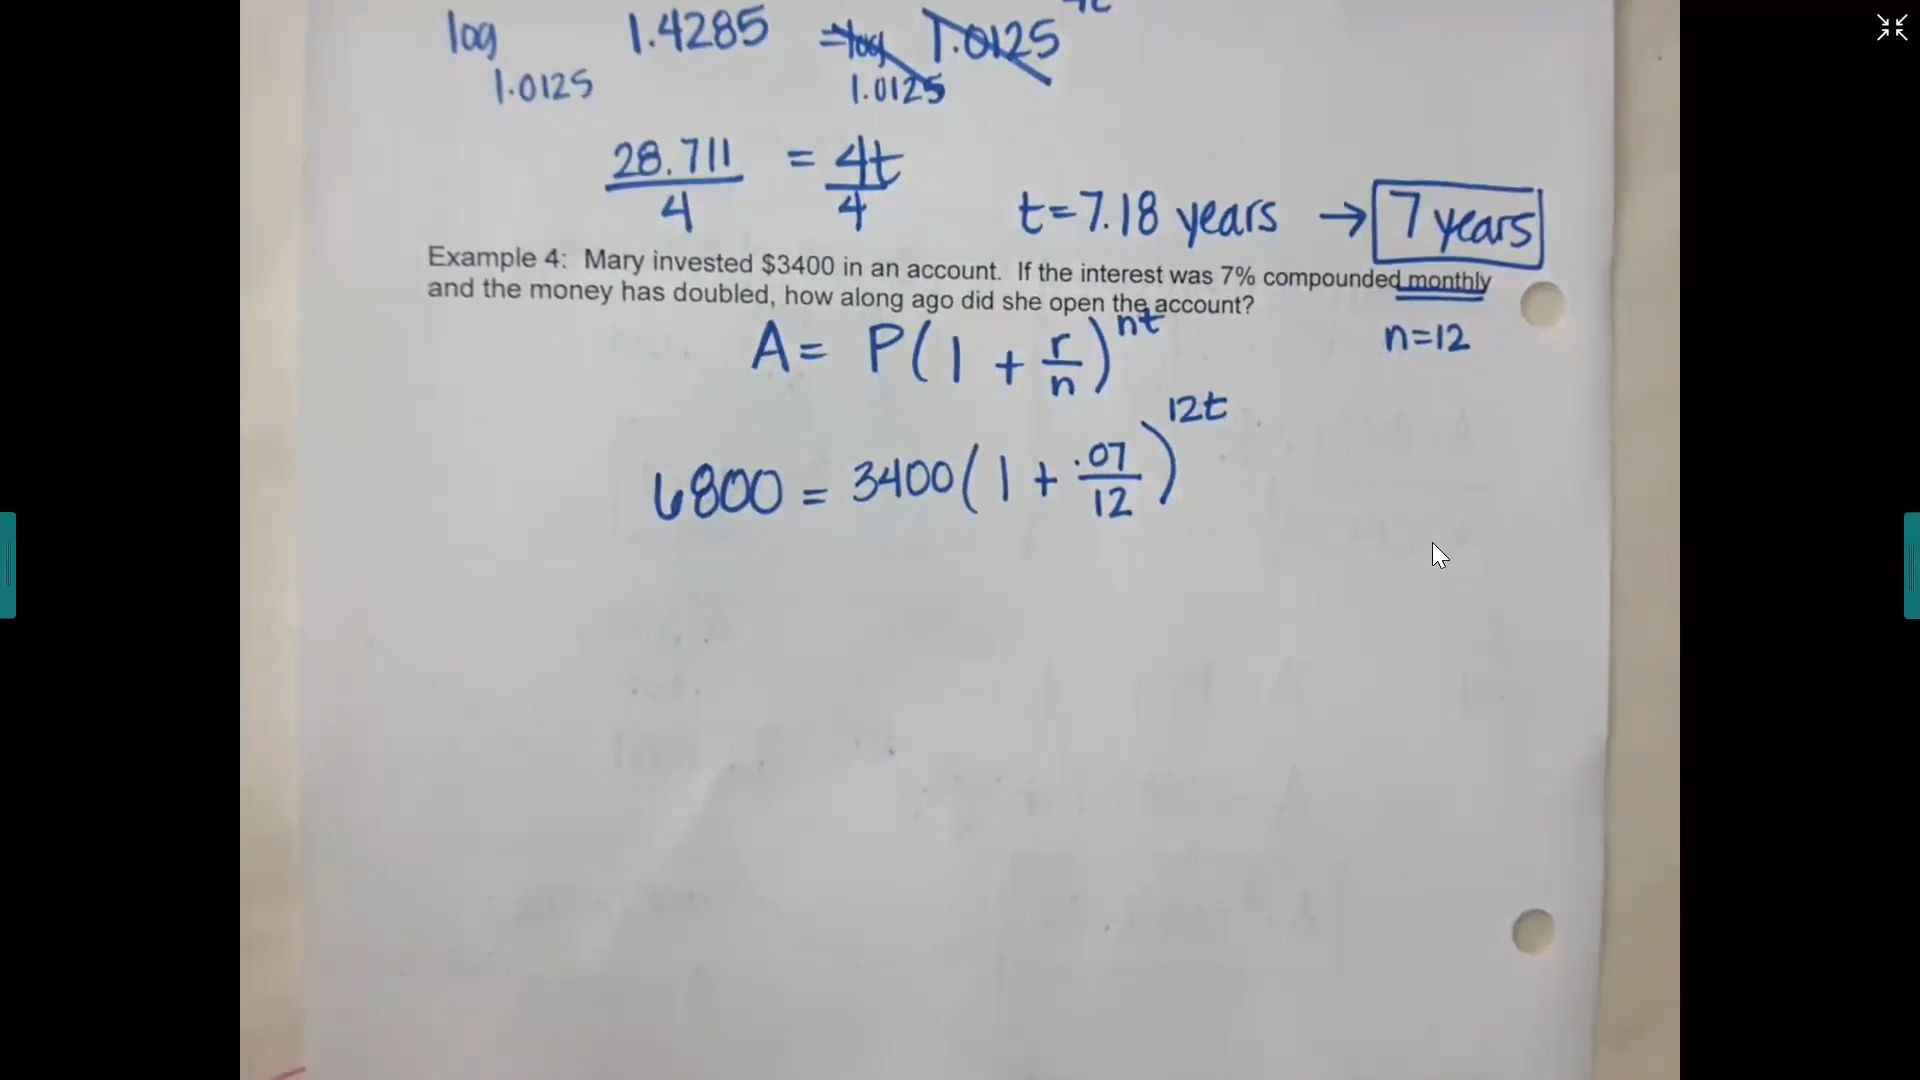 log 1.0125 1.4285 = log 1.0125 1.0125
28.711/4 = 4t/4
t=7.18 years → 7 years
Example 4: Mary invested $3400 in an account. If the interest was 7% compounded monthly
and the money has doubled, how along ago did she open the account?
n=12
A= P(1 + r/n)^nt
6800 = 3400(1 + .07/12)^12t